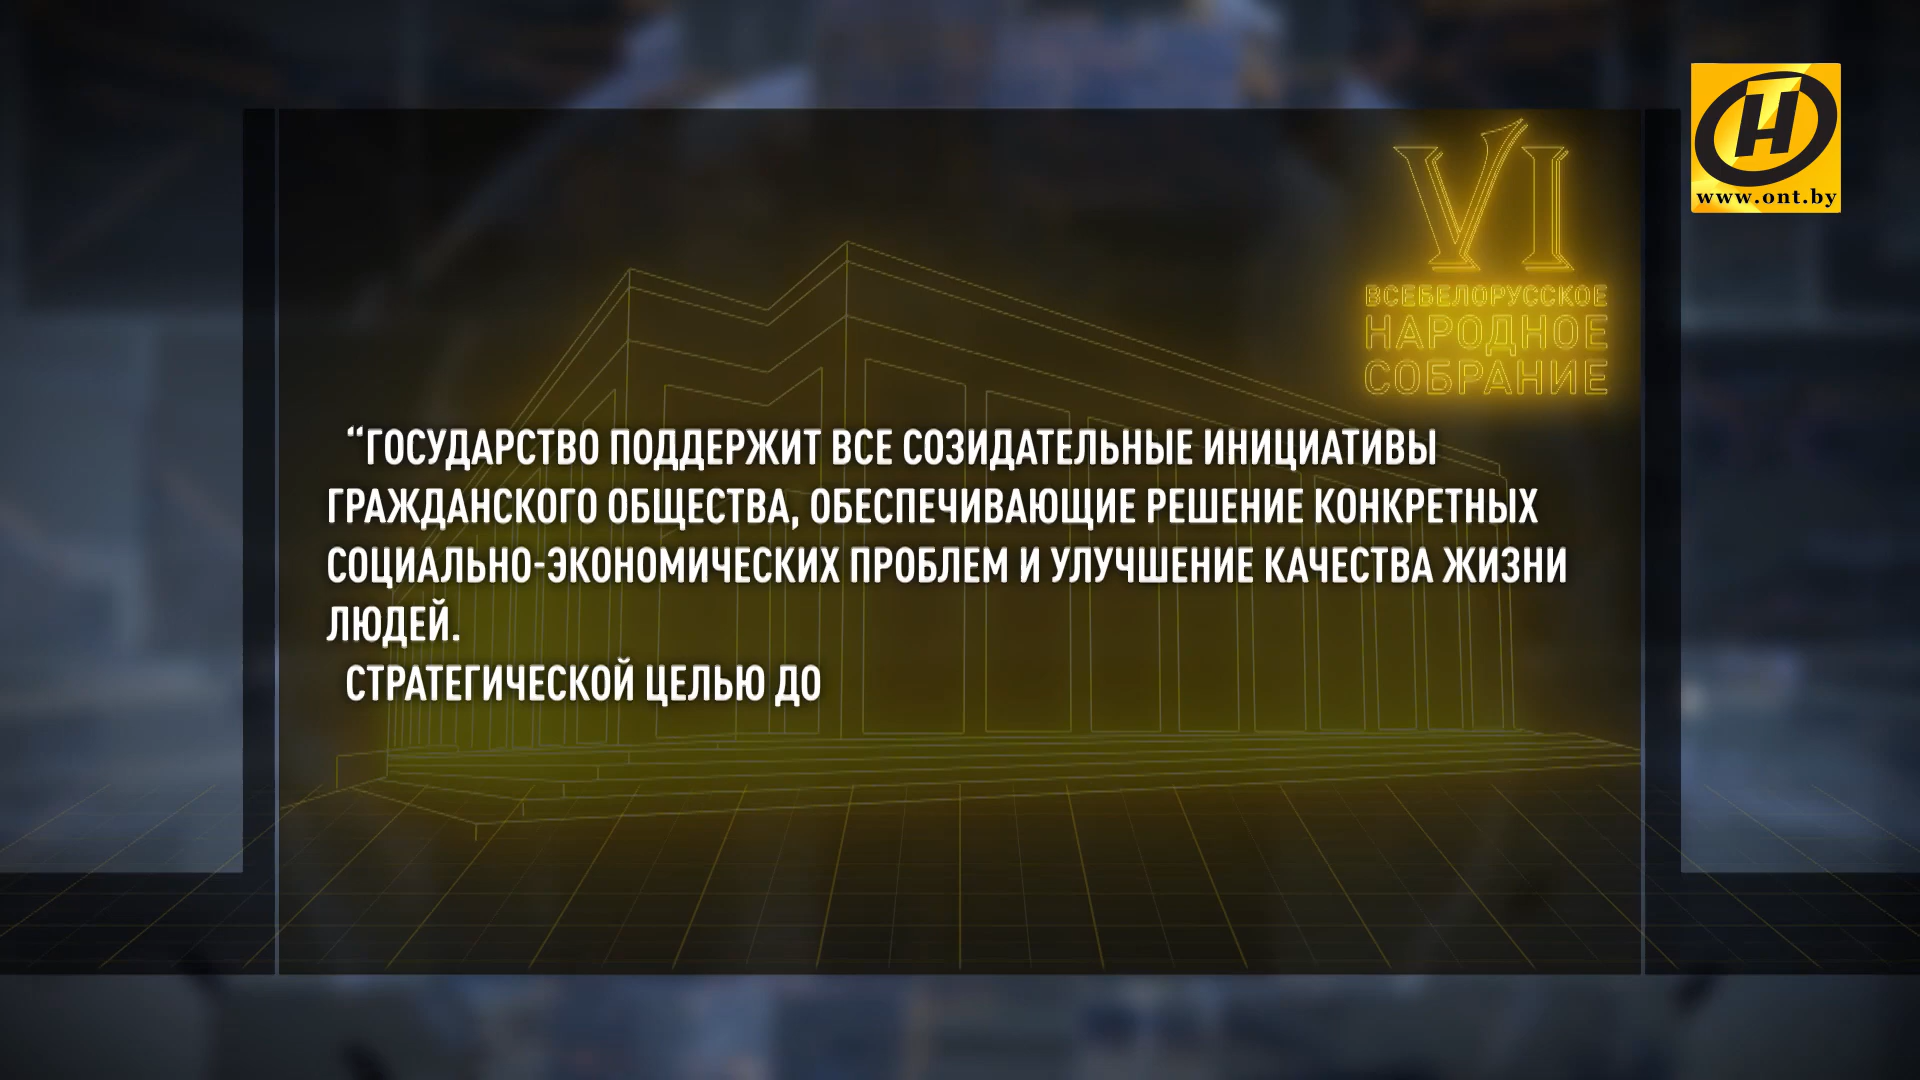 VI
ВСЕБЕЛОРУССКОЕ
НАРОДНОЕ
СОБРАНИЕ
Н
www.ont.by
“ГОСУДАРСТВО ПОДДЕРЖИТ ВСЕ СОЗИДАТЕЛЬНЫЕ ИНИЦИАТИВЫ
ГРАЖДАНСКОГО ОБЩЕСТВА, ОБЕСПЕЧИВАЮЩИЕ РЕШЕНИЕ КОНКРЕТНЫХ
СОЦИАЛЬНО-ЭКОНОМИЧЕСКИХ ПРОБЛЕМ И УЛУЧШЕНИЕ КАЧЕСТВА ЖИЗНИ
ЛЮДЕЙ.
СТРАТЕГИЧЕСКОЙ ЦЕЛЬЮ ДО